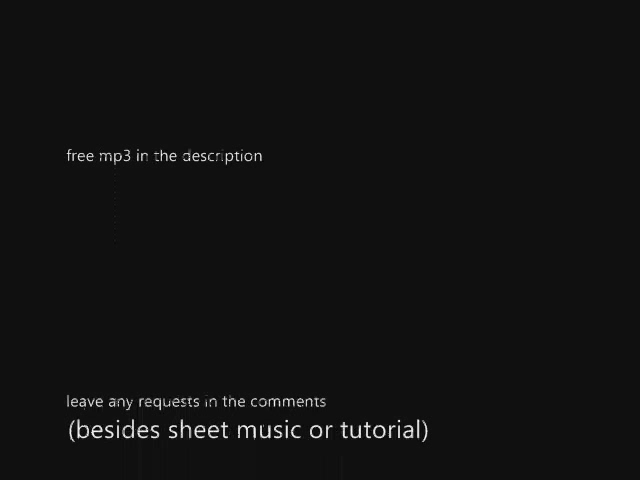 free mp3 in the description
leave any requests in the comments
(besides sheet music or tutorial)